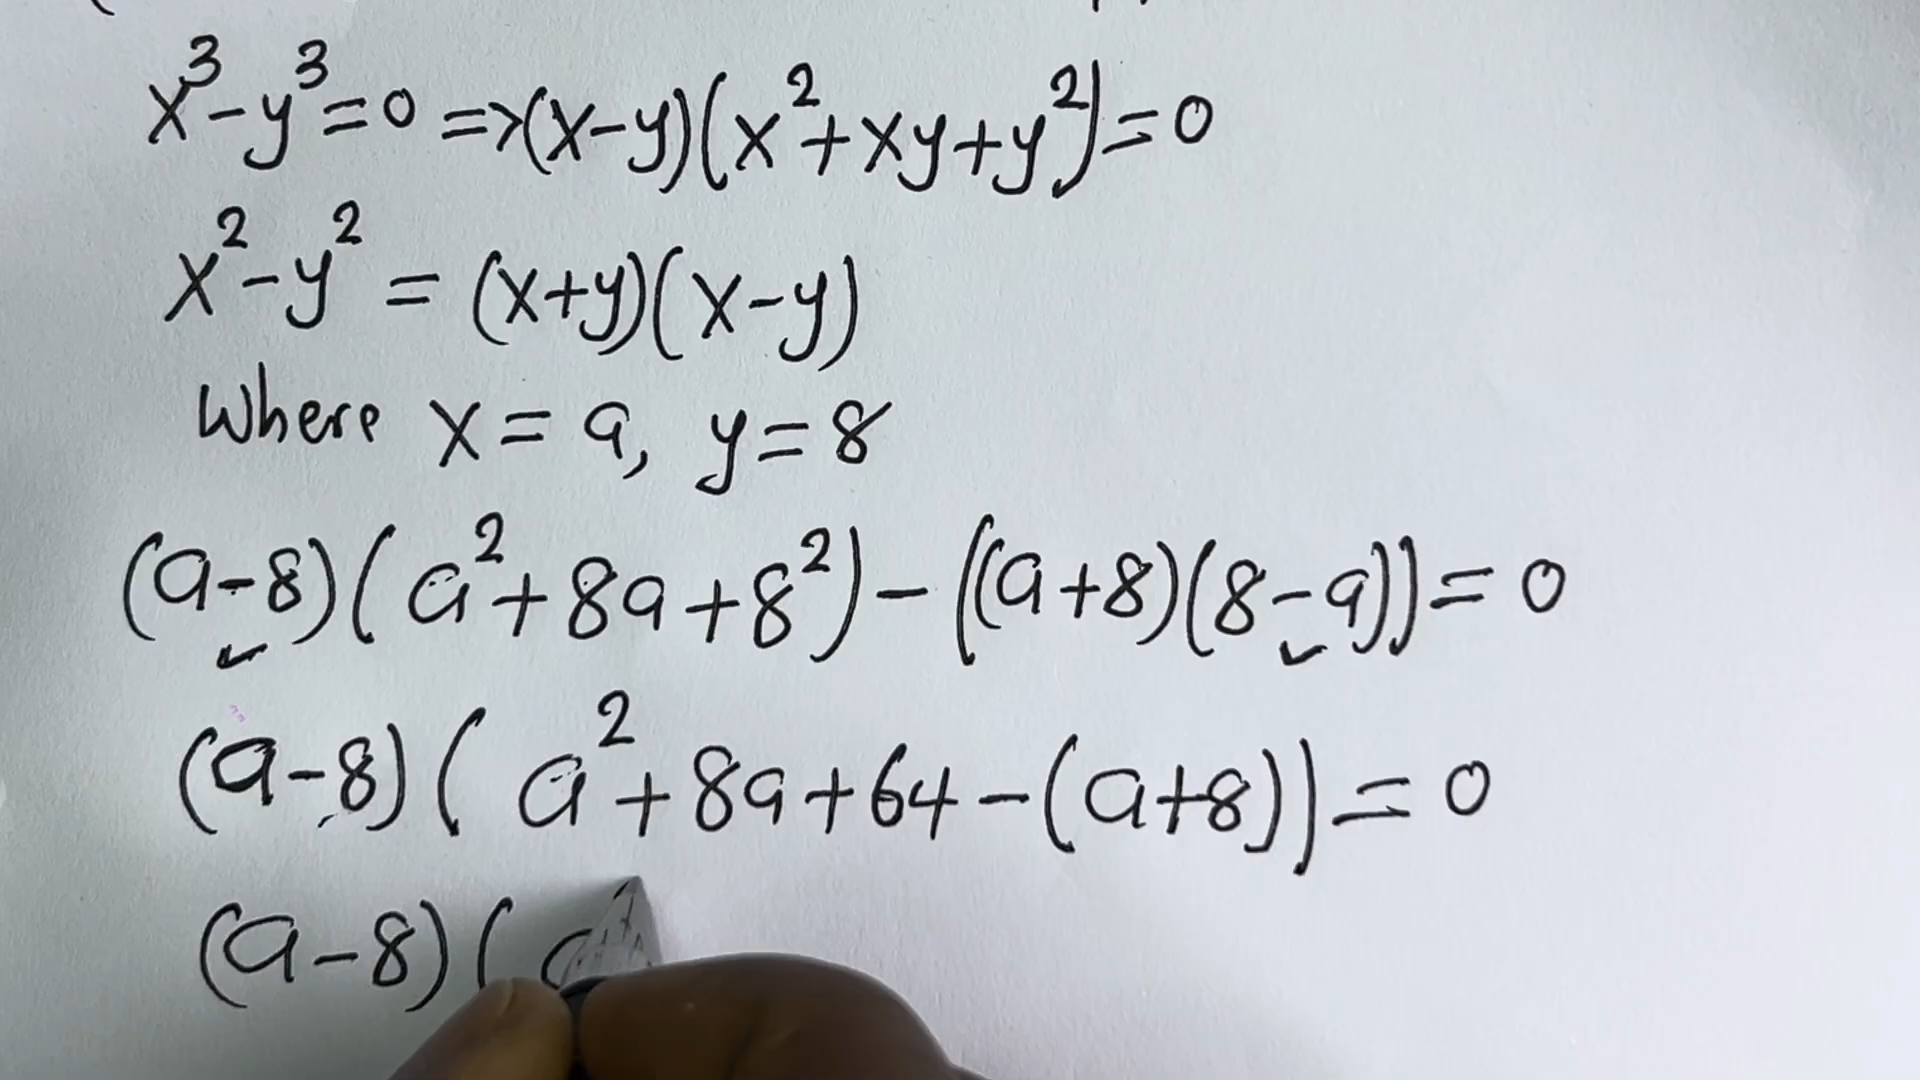 x³-y³=0 =>(x-y)(x²+xy+y²)=0
x²-y² = (x+y)(x-y)
Where x = a, y=8
(a-8)(a²+8a+8²)-((a+8)(8-a))=0
(a-8)(a²+8a+64-(a+8))=0
(a-8)(a